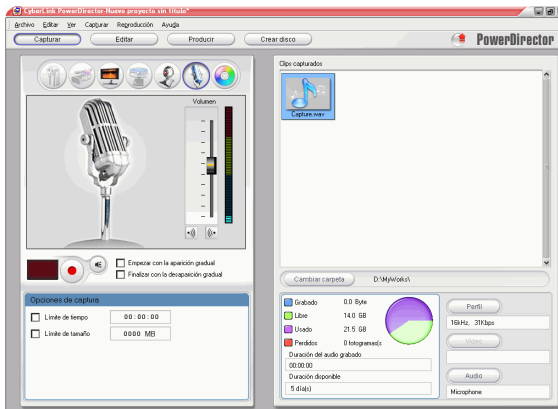 CyberLink PowerDirector-Nuevo proyecto sin título*
Archivo Editar Ver Capturar Reproducción Ayuda
Capturar Editar Producir Crear disco PowerDirector
Clips capturados
Capture.wav
Volumen
Empezar con la aparición gradual
Finalizar con la desaparición gradual
Cambiar carpeta D:\MyWorks\
Opciones de captura
Límite de tiempo 00:00:00
Límite de tamaño 0000 MB
Grabado 0.0 Byte
Libre 14.0 GB
Usado 21.5 GB
Perdidos 0 fotogramas(s
Duración del audio grabado
00:00:00
Duración disponible
5 día(s)
Perfil
16kHz, 31Kbps
Vídeo
Audio
Microphone